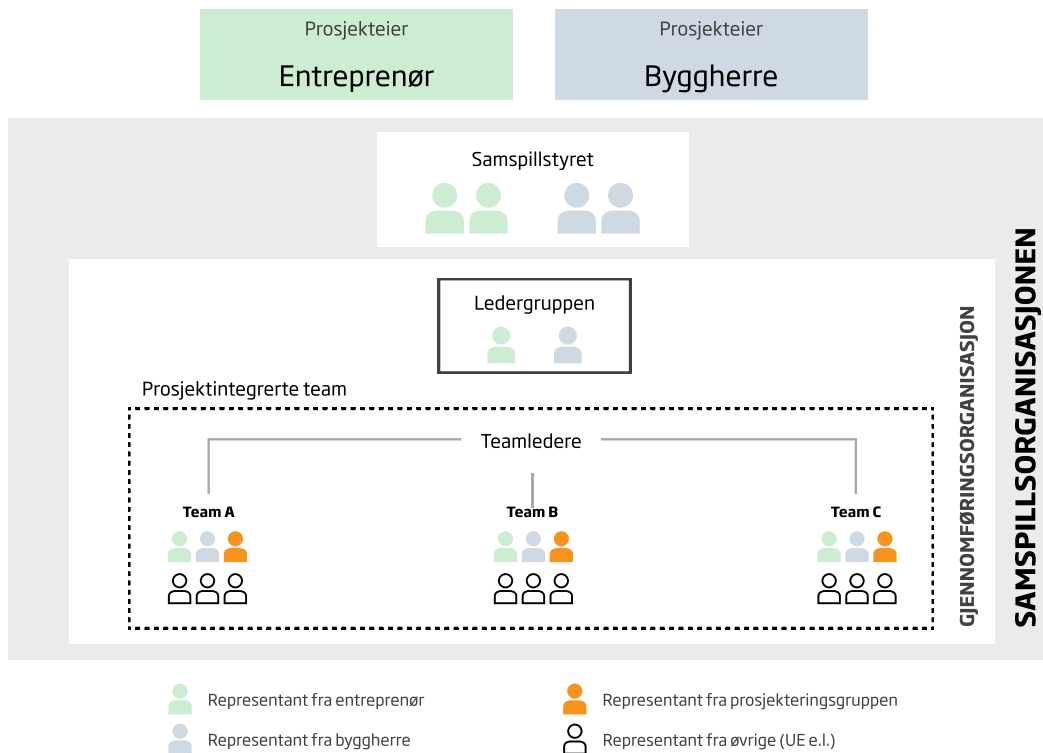 Prosjekteier
Entreprenør
Prosjekteier
Byggherre
Samspillstyret
Ledergruppen
Prosjektintegrerte team
Teamledere
Team A
Team B
Team C
GJENNOMFØRINGSORGANISASJON
SAMSPILLSORGANISASJONEN
Representant fra entreprenør
Representant fra prosjekteringsgruppen
Representant fra byggherre
Representant fra øvrige (UE e.l.)